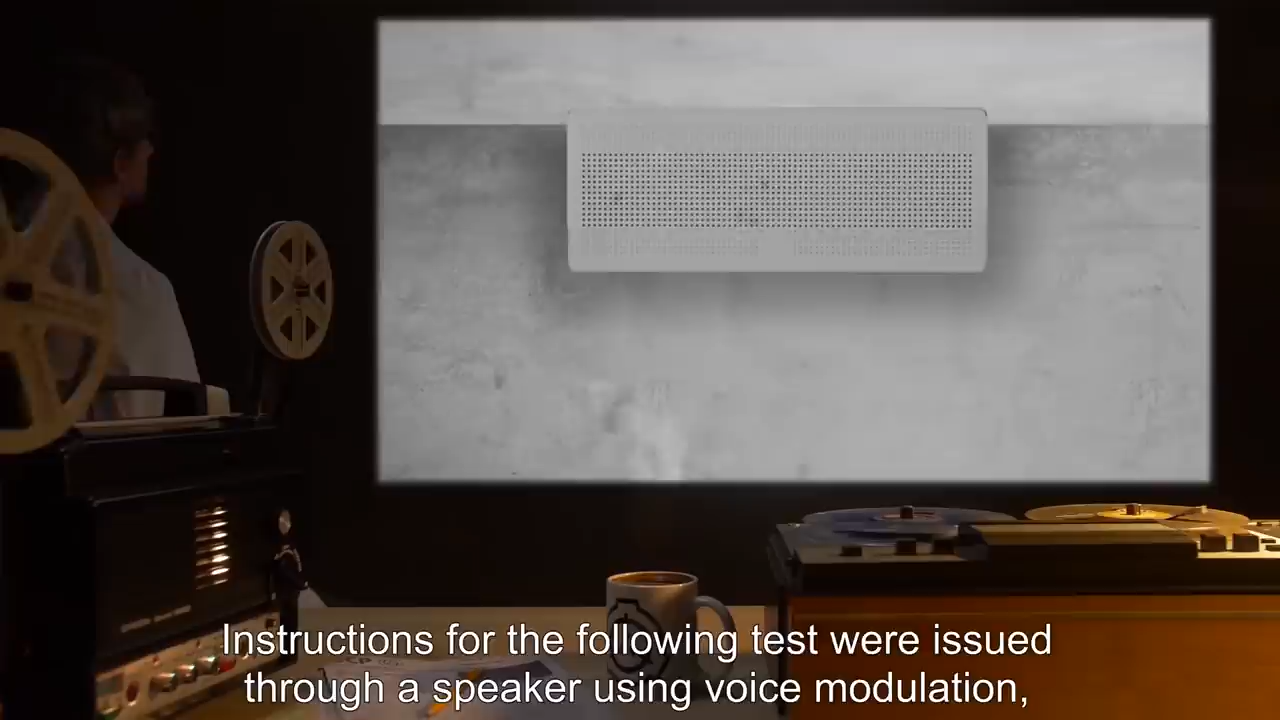 Instructions for the following test were issued
through a speaker using voice modulation,